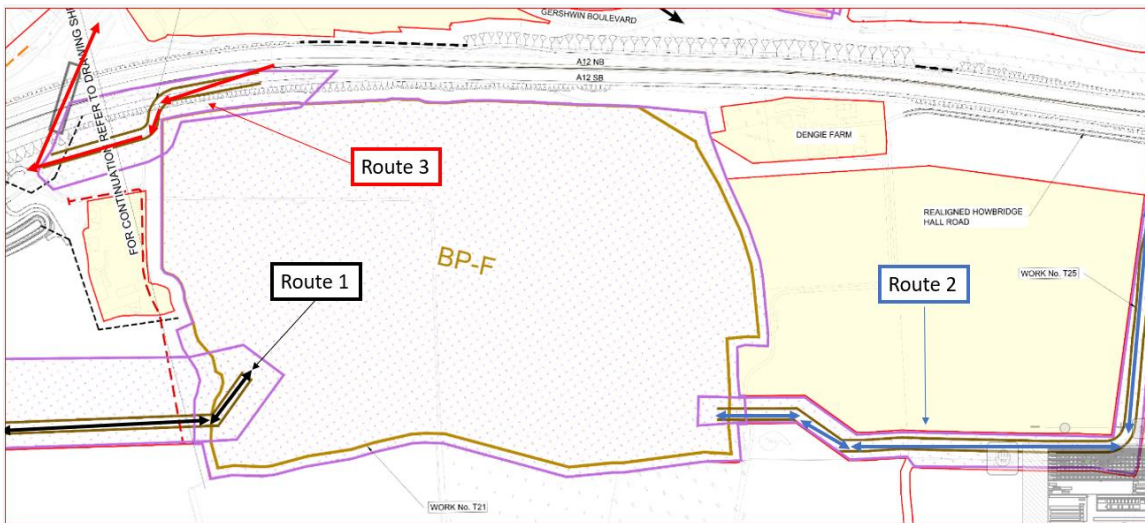 GERSHWIN BOULEVARD
FOR CONTINUATION REFER TO DRAWING SHE
A12 NB
A12 SB
DENGIE FARM
Route 3
REALIGNED HOWBRIDGE
HALL ROAD
BP-F
Route 1
WORK No. T25
Route 2
WORK No. T21